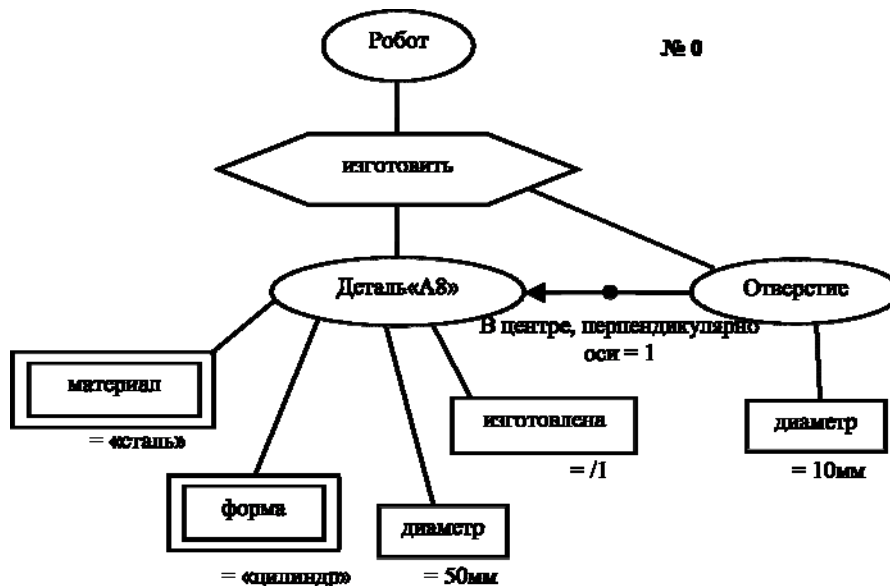 Робот
№ 0
изготовить
Деталь«А8»
Отверстие
В центре, перпендикулярно
оси = 1
материал
= «сталь»
изготовлена
= /1
диаметр
= 10мм
форма
= «цилиндр»
диаметр
= 50мм